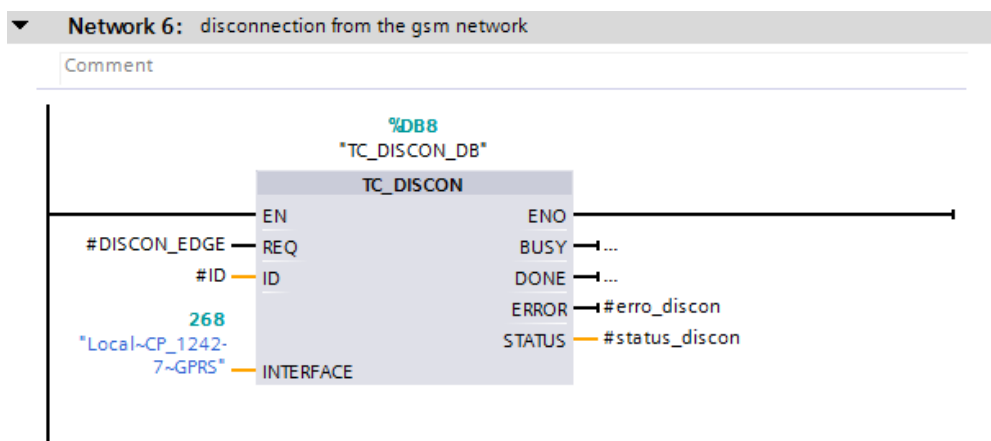 Network 6: disconnection from the gsm network
Comment
%DB8
"TC_DISCON_DB"
TC_DISCON
EN ENO
#DISCON_EDGE REQ BUSY ...
#ID ID DONE ...
ERROR #erro_discon
268
STATUS #status_discon
"Local~CP_1242-
7~GPRS" INTERFACE